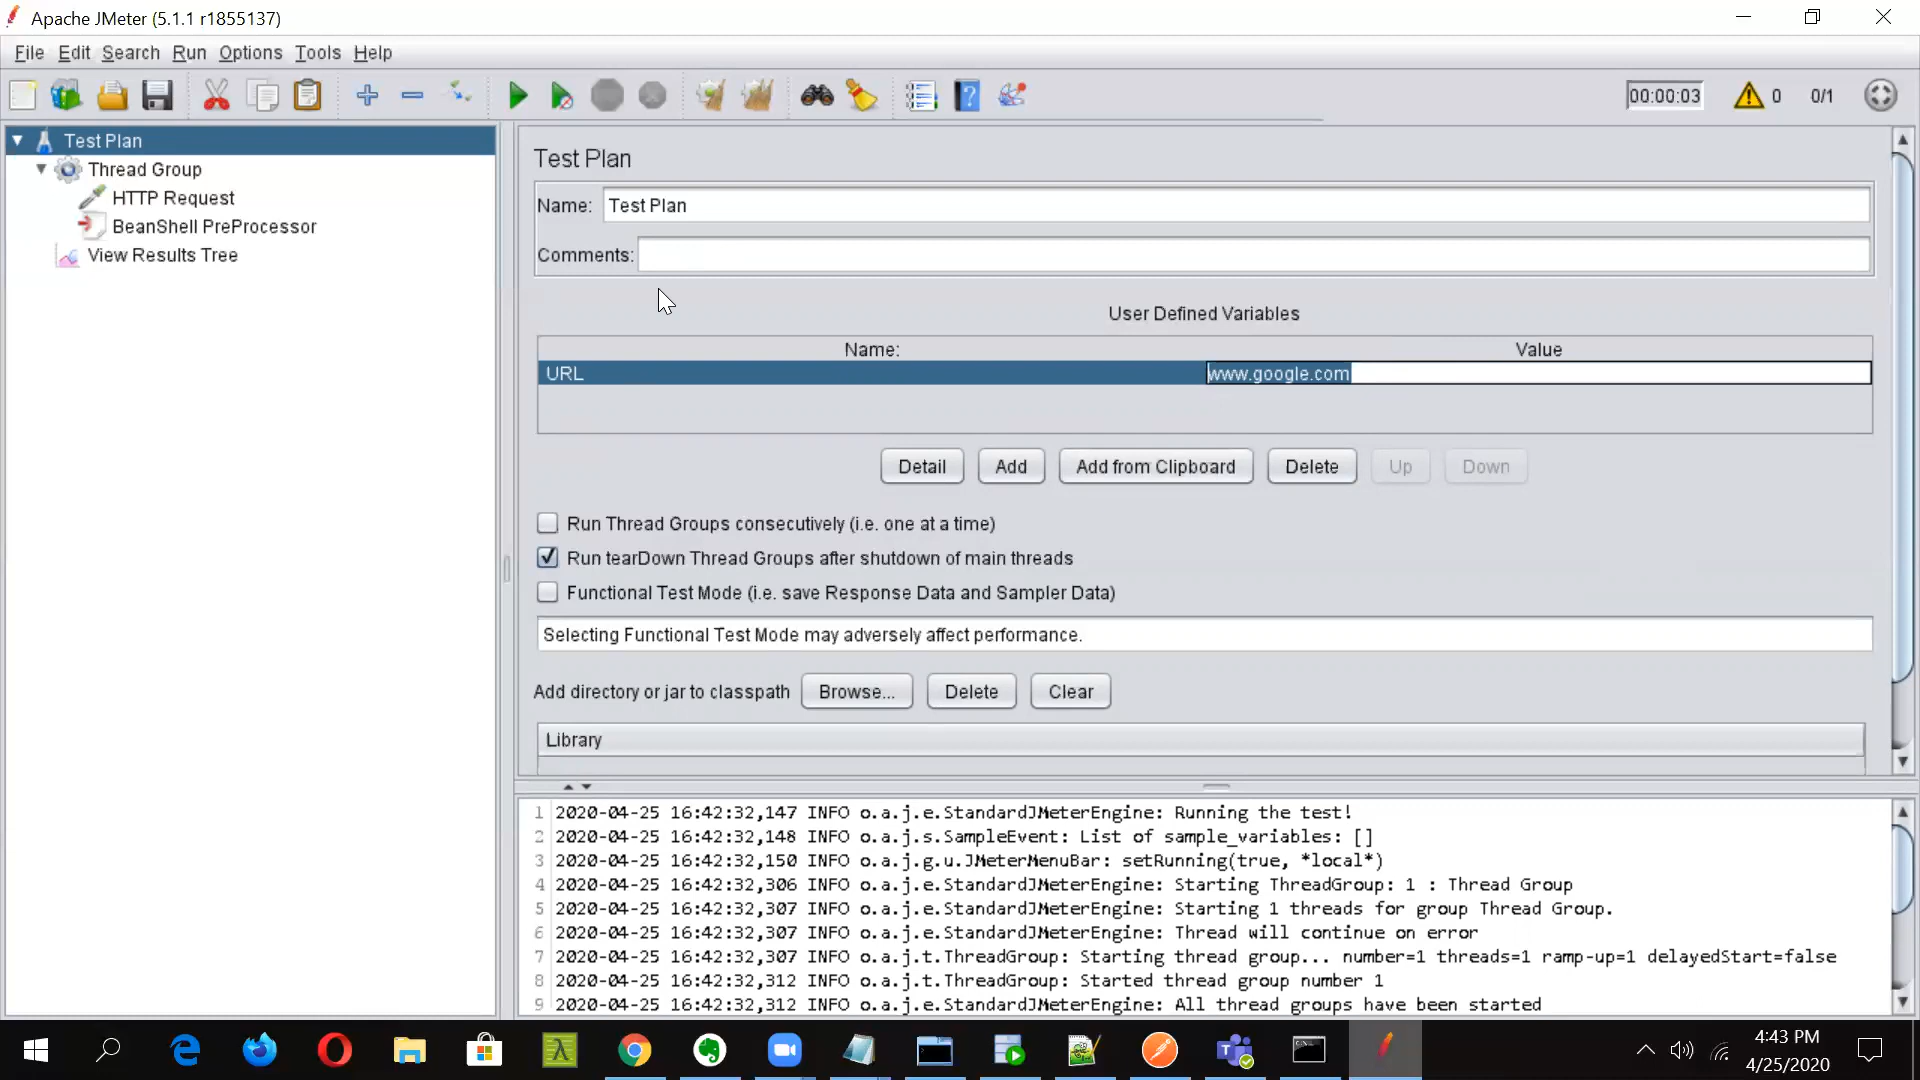 Apache JMeter (5.1.1 r1855137)
File Edit Search Run Options Tools Help
00:00:03 0 0/1
Test Plan
Thread Group
HTTP Request
BeanShell PreProcessor
View Results Tree
Test Plan
Name: Test Plan
Comments:
User Defined Variables
Name: Value
URL www.google.com
Detail Add Add from Clipboard Delete Up Down
Run Thread Groups consecutively (i.e. one at a time)
Run tearDown Thread Groups after shutdown of main threads
Functional Test Mode (i.e. save Response Data and Sampler Data)
Selecting Functional Test Mode may adversely affect performance.
Add directory or jar to classpath Browse... Delete Clear
Library
1 2020-04-25 16:42:32,147 INFO o.a.j.e.StandardJMeterEngine: Running the test!
2 2020-04-25 16:42:32,148 INFO o.a.j.s.SampleEvent: List of sample_variables: []
3 2020-04-25 16:42:32,150 INFO o.a.j.g.u.JMeterMenuBar: setRunning(true, *local*)
4 2020-04-25 16:42:32,306 INFO o.a.j.e.StandardJMeterEngine: Starting ThreadGroup: 1 : Thread Group
5 2020-04-25 16:42:32,307 INFO o.a.j.e.StandardJMeterEngine: Starting 1 threads for group Thread Group.
6 2020-04-25 16:42:32,307 INFO o.a.j.e.StandardJMeterEngine: Thread will continue on error
7 2020-04-25 16:42:32,307 INFO o.a.j.t.ThreadGroup: Starting thread group... number=1 threads=1 ramp-up=1 delayedStart=false
8 2020-04-25 16:42:32,312 INFO o.a.j.t.ThreadGroup: Started thread group number 1
9 2020-04-25 16:42:32,312 INFO o.a.j.e.StandardJMeterEngine: All thread groups have been started
4:43 PM
4/25/2020